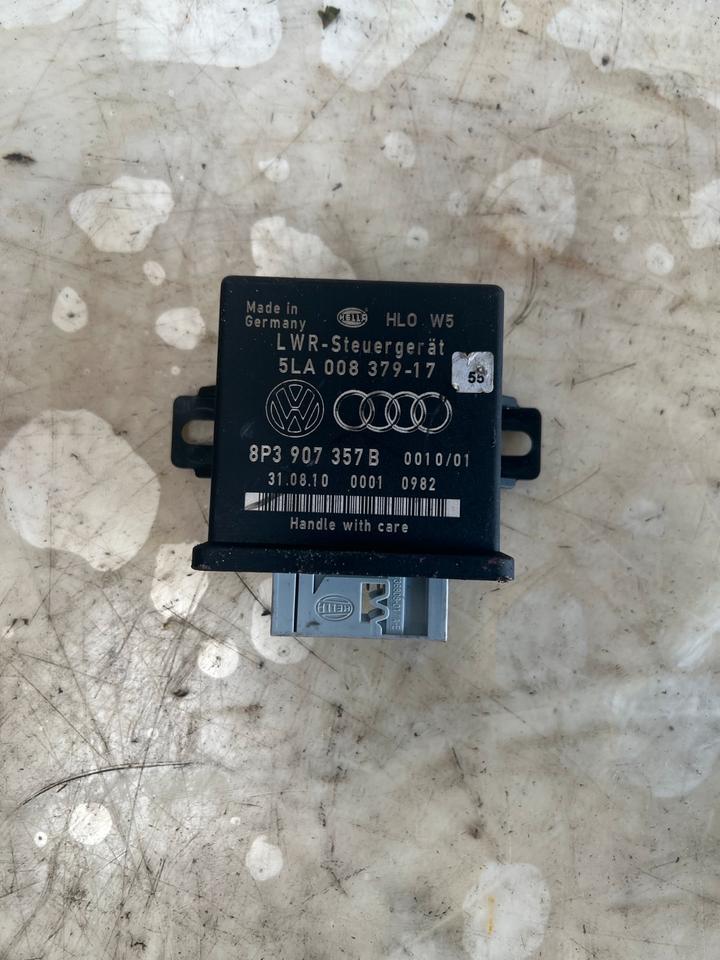 Made in
Germany
HELLA
HLO W5
LWR-Steuergerät
5LA 008 379-17
55
8P3 907 357 B 0010/01
31.08.10 0001 0982
Handle with care
HELLA